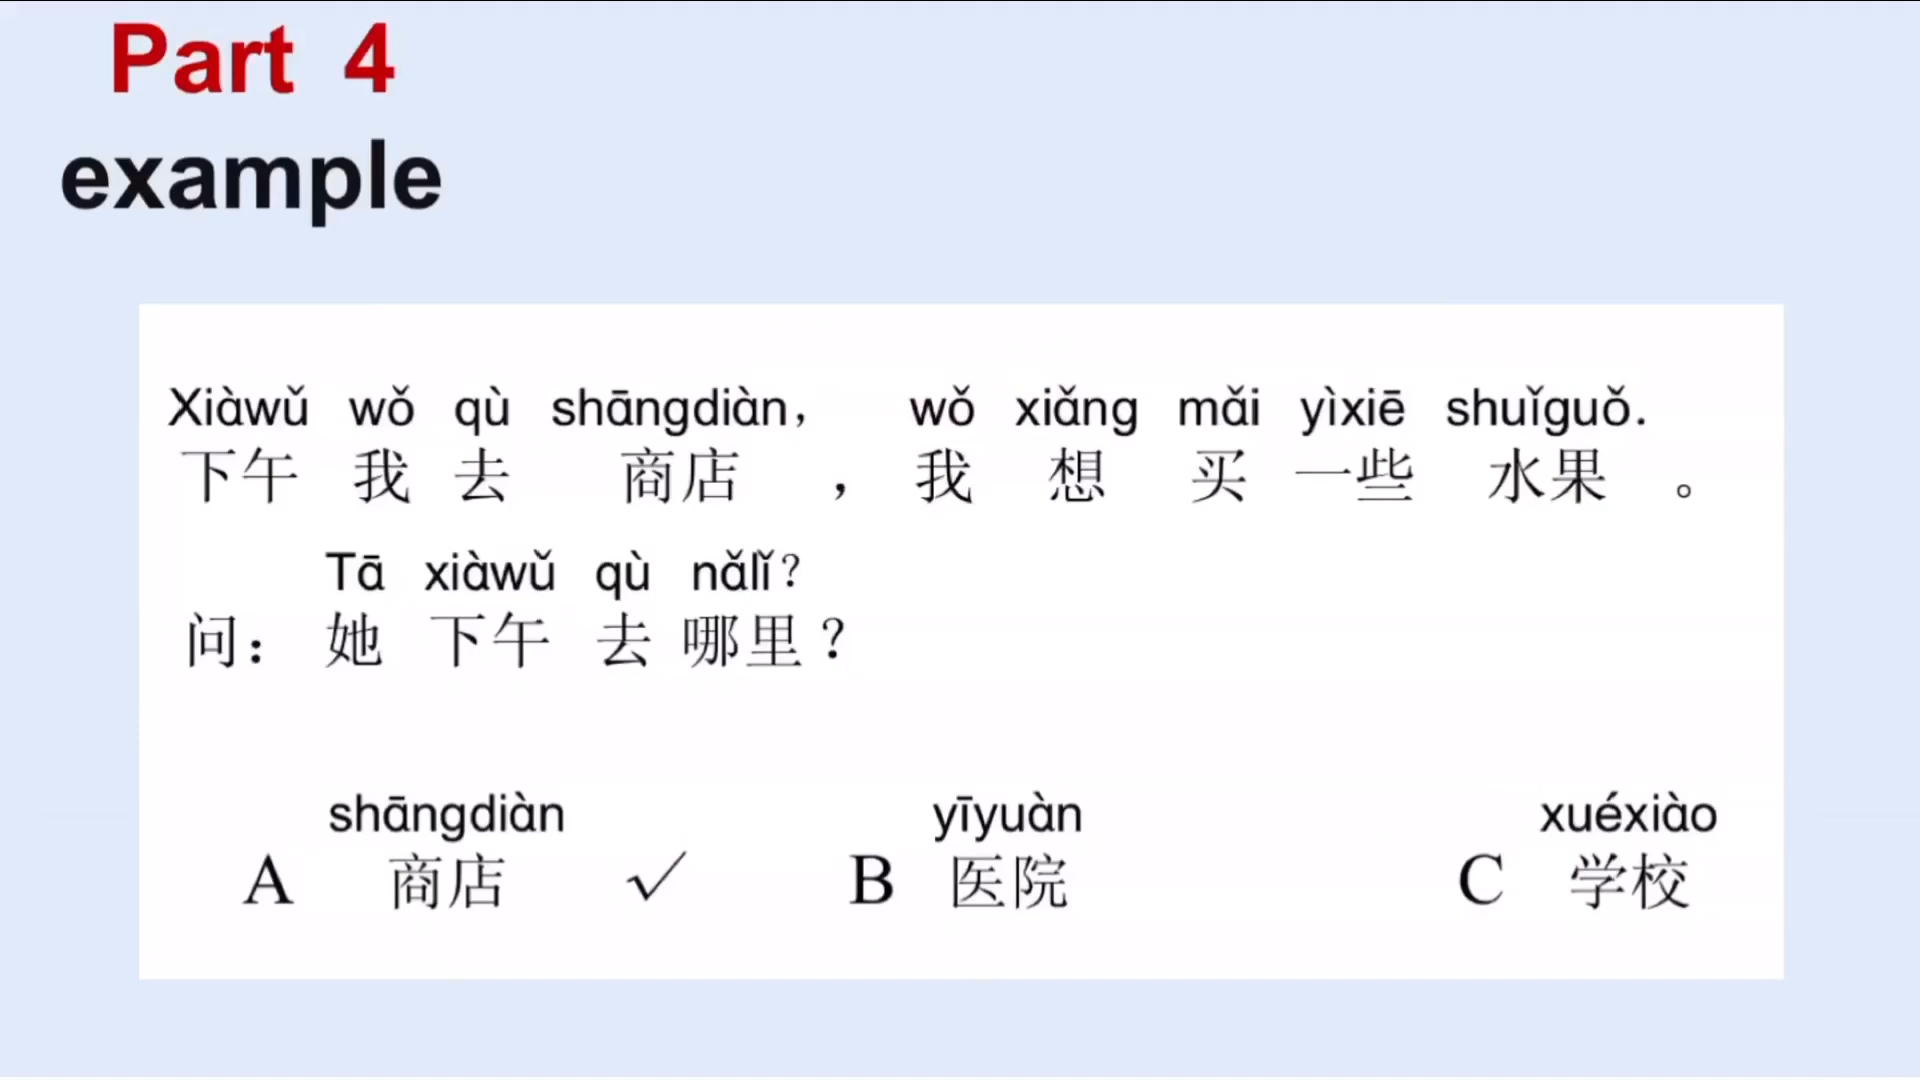 Part 4
example
Xiàwǔ wǒ qù shāngdiàn, wǒ xiǎng mǎi yìxiē shuǐguǒ.
下午 我 去 商店 ， 我 想 买 一些 水果 。
Tā xiàwǔ qù nǎlǐ?
问： 她 下午 去 哪里？
shāngdiàn yīyuàn xuéxiào
A 商店 √ B 医院 C 学校